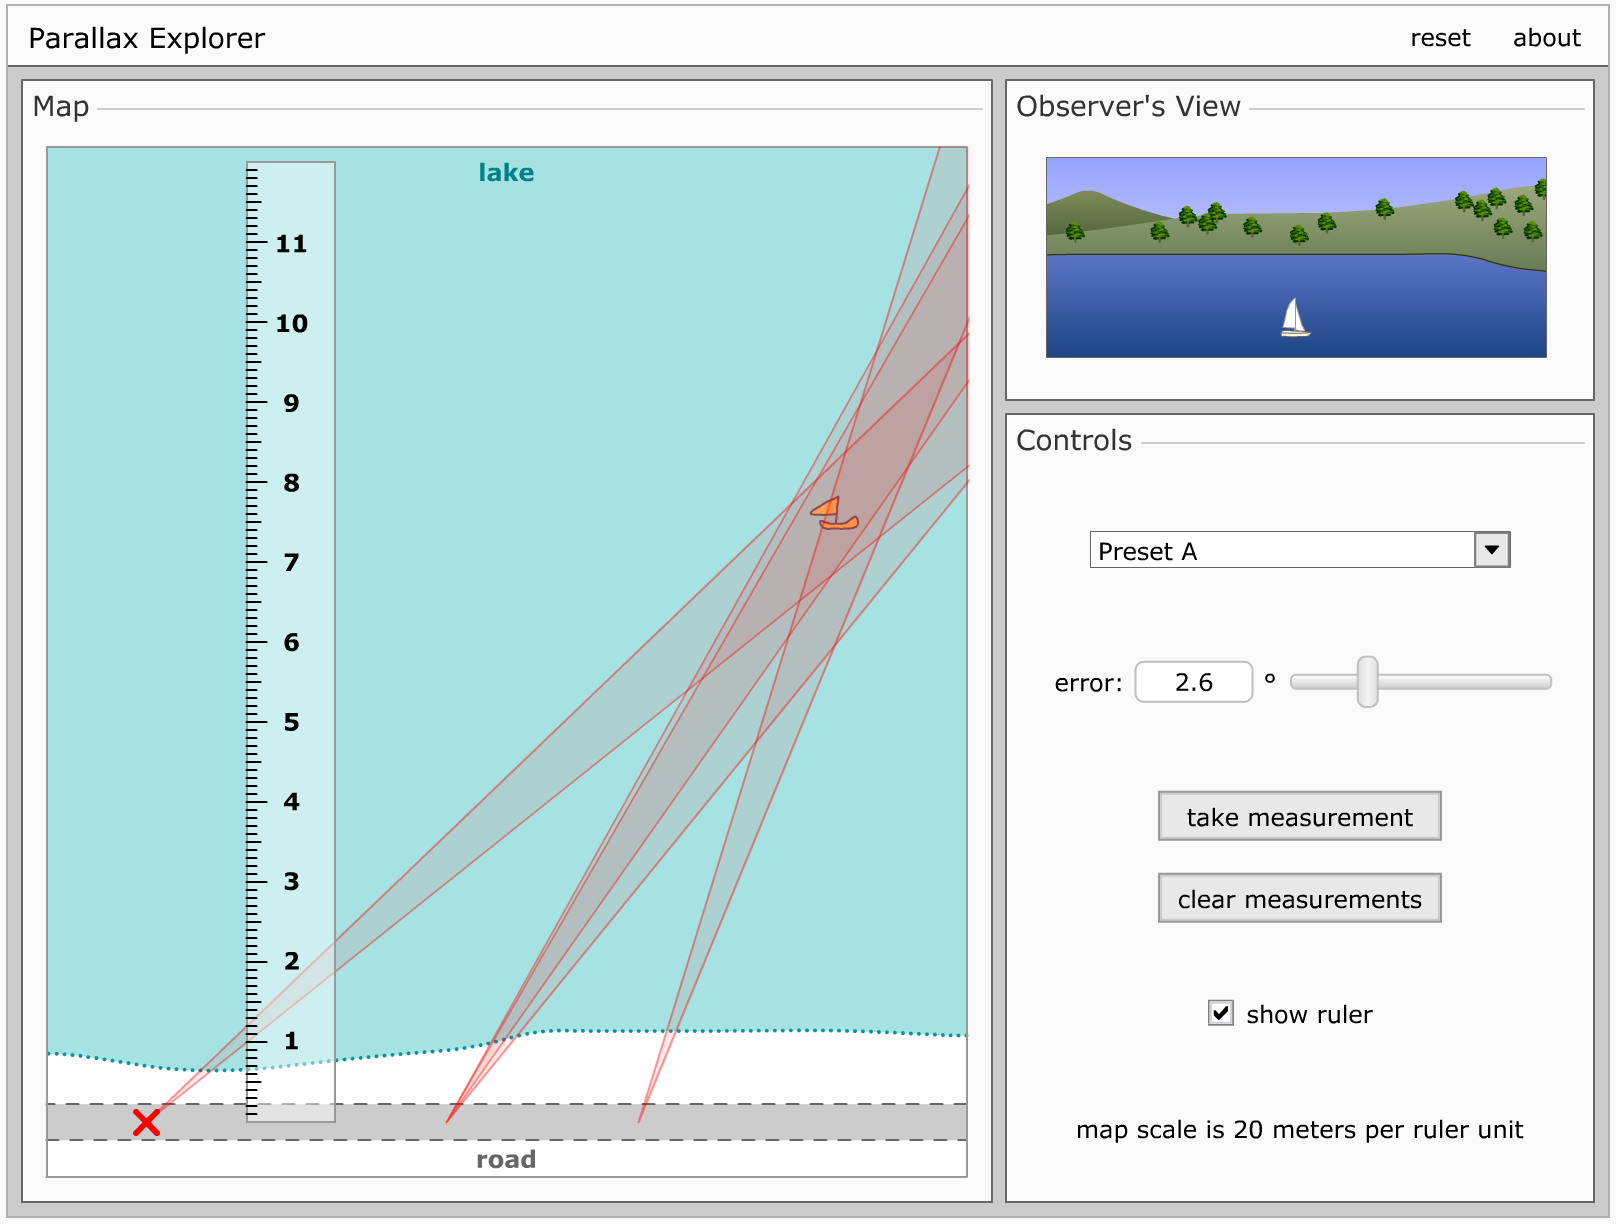 Parallax Explorer
reset
about
Map
lake
11
10
9
8
7
6
5
4
3
2
1
road
Observer's View
Controls
Preset A
error: 2.6 °
take measurement
clear measurements
show ruler
map scale is 20 meters per ruler unit